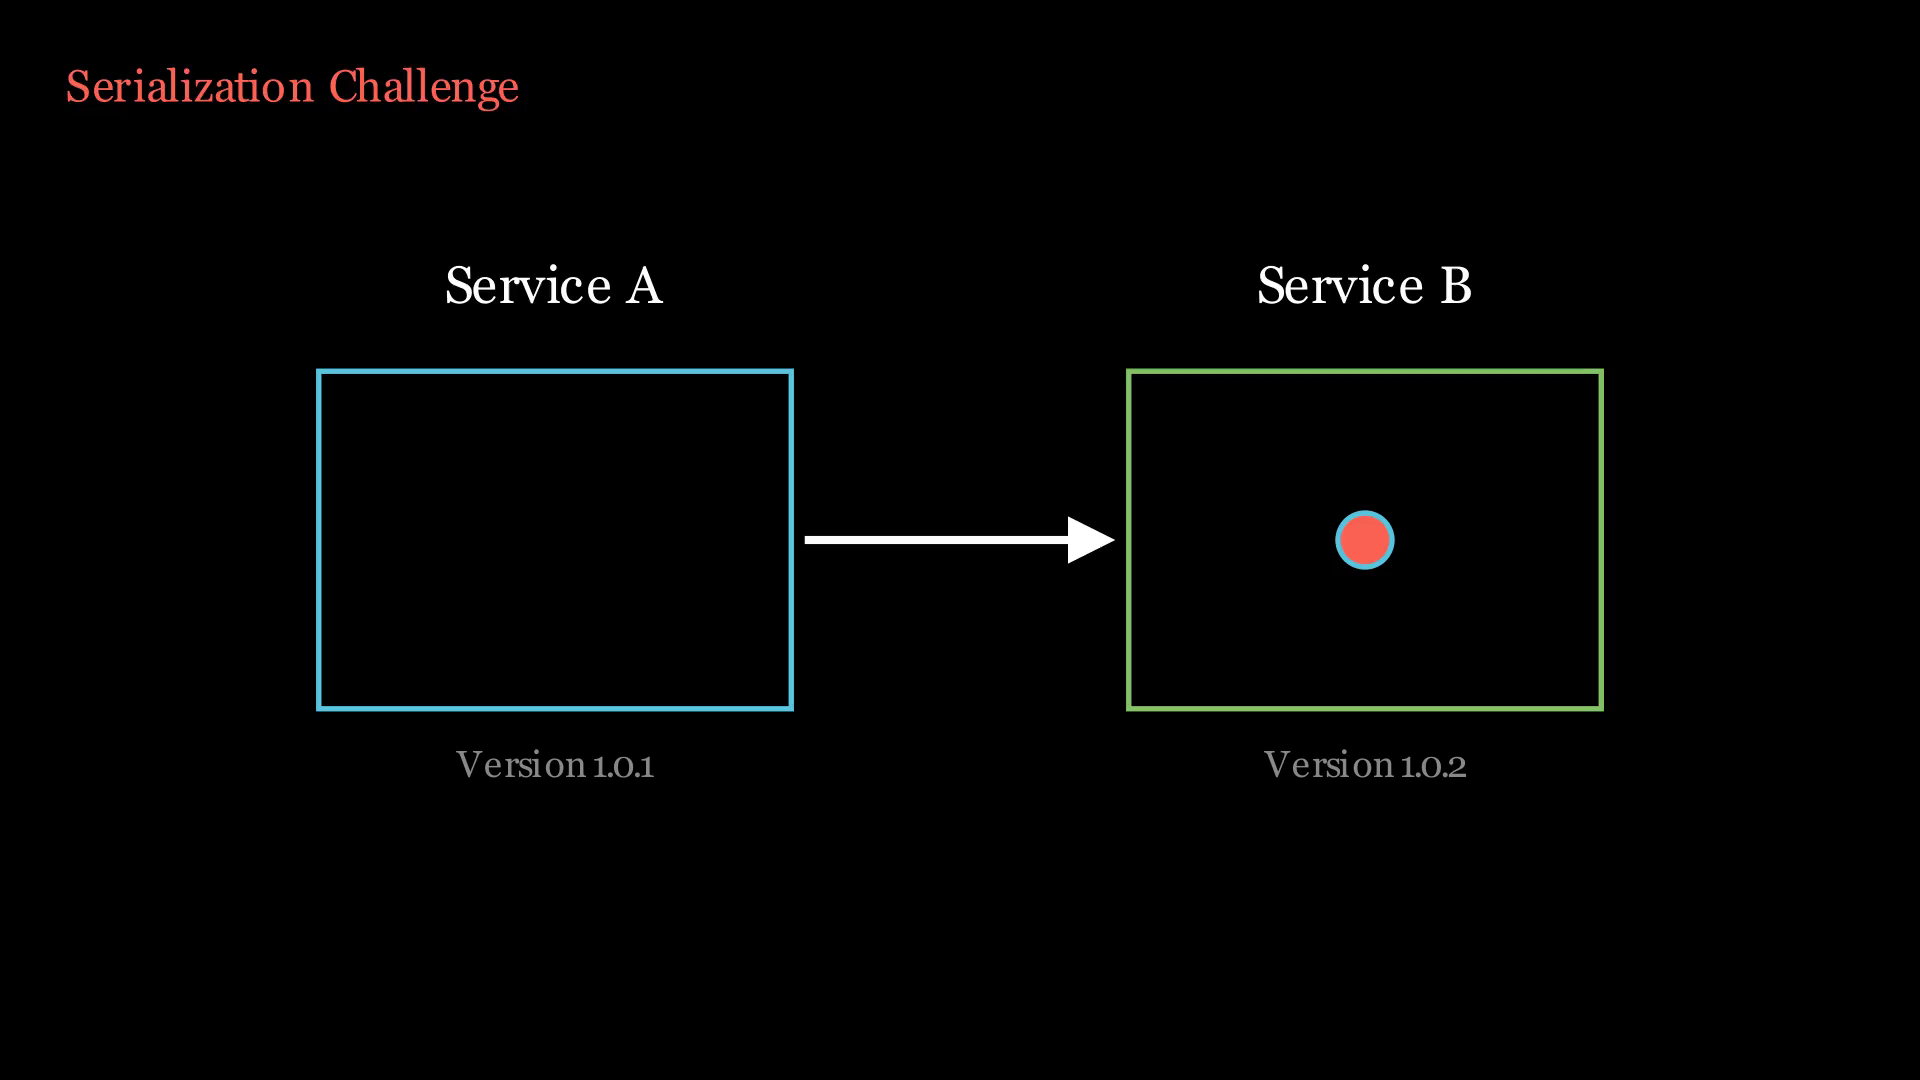 Serialization Challenge
Service A
Service B
Version 1.0.1
Version 1.0.2